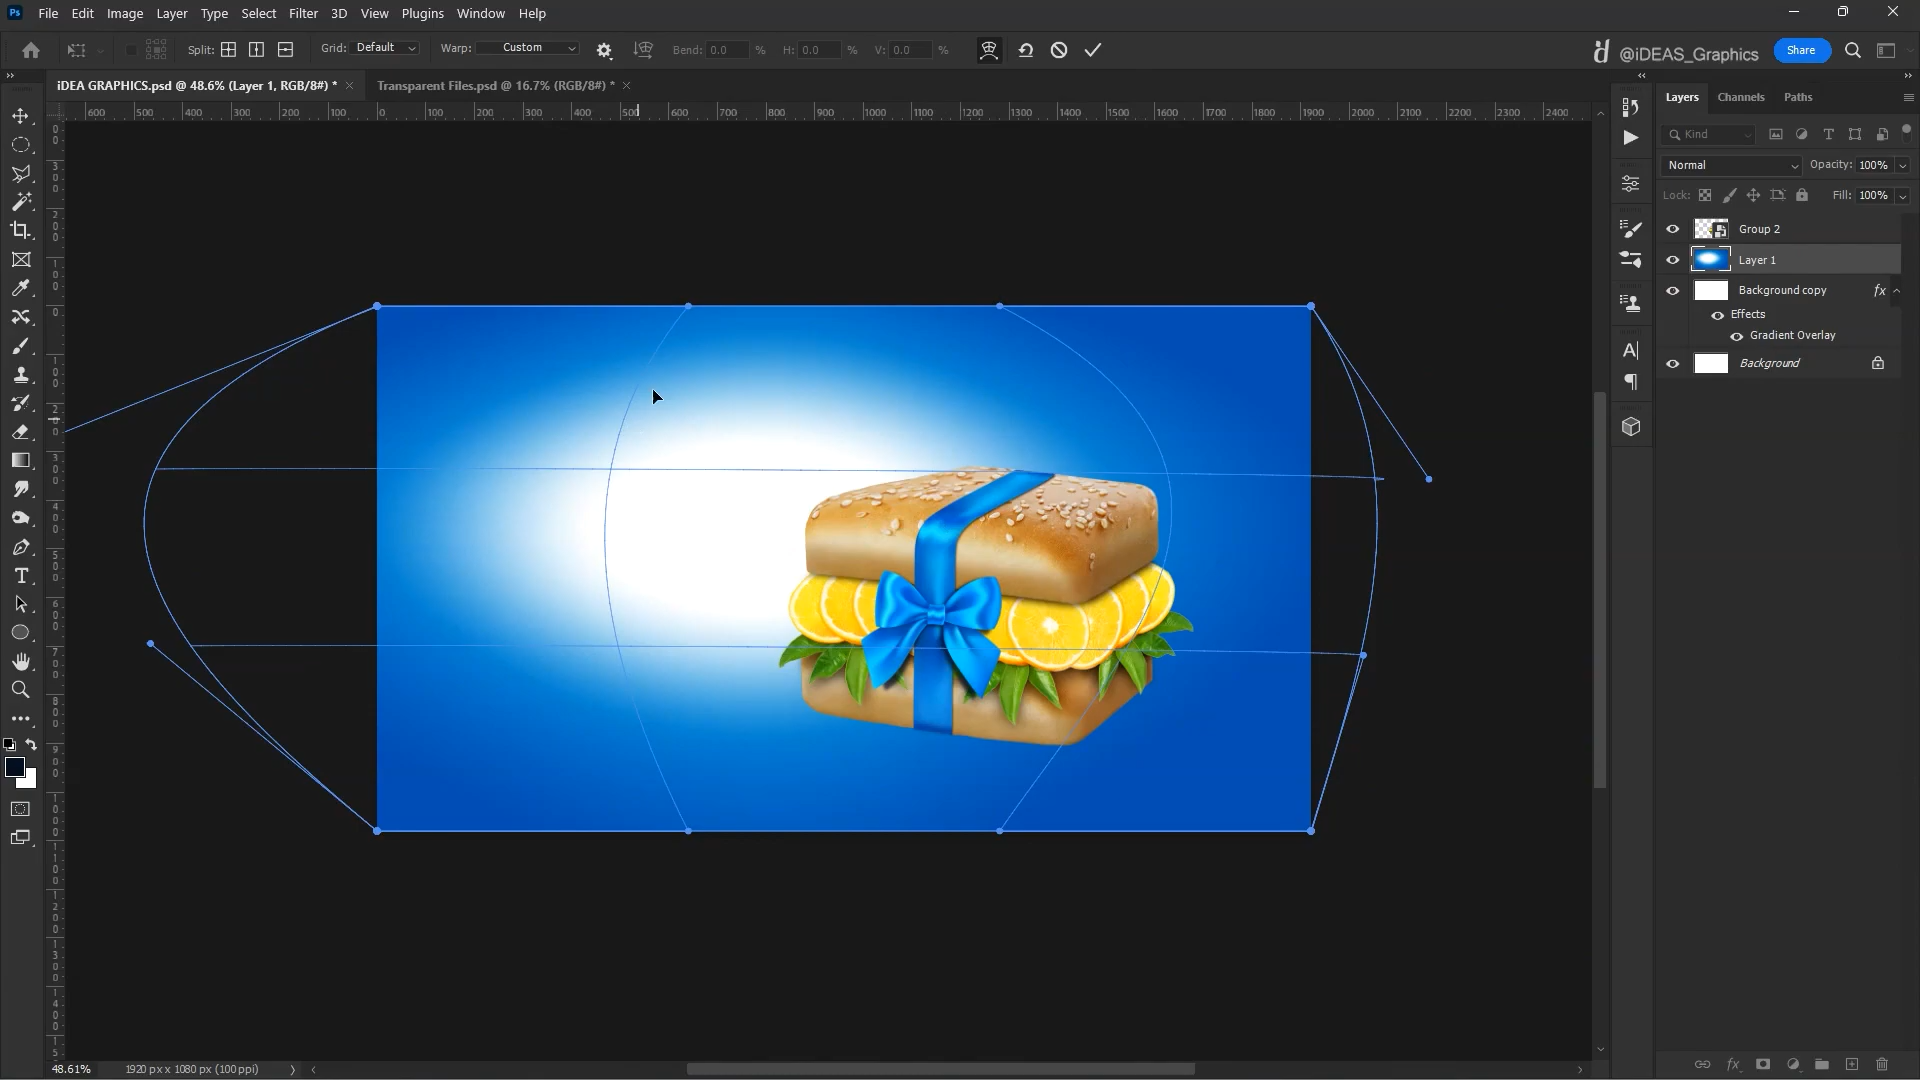 Ps File Edit Image Layer Type Select Filter 3D View Plugins Window Help
Split: Grid: Default Warp: Custom Bend: 0.0 % H: 0.0 % V: 0.0 % @iDEAS_Graphics Share
iDEA GRAPHICS.psd @ 48.6% (Layer 1, RGB/8#) * × Transparent Files.psd @ 16.7% (RGB/8#) * ×
600 500 400 300 200 100 0 100 200 300 400 500 600 700 800 900 1000 1100 1200 1300 1400 1500 1600 1700 1800 1900 2000 2100 2200 2300 2400
Layers Channels Paths
Kind
Normal Opacity: 100%
Lock: Fill: 100%
Group 2
Layer 1
Background copy fx
Effects
Gradient Overlay
Background
48.61% 1920 px x 1080 px (100 ppi)